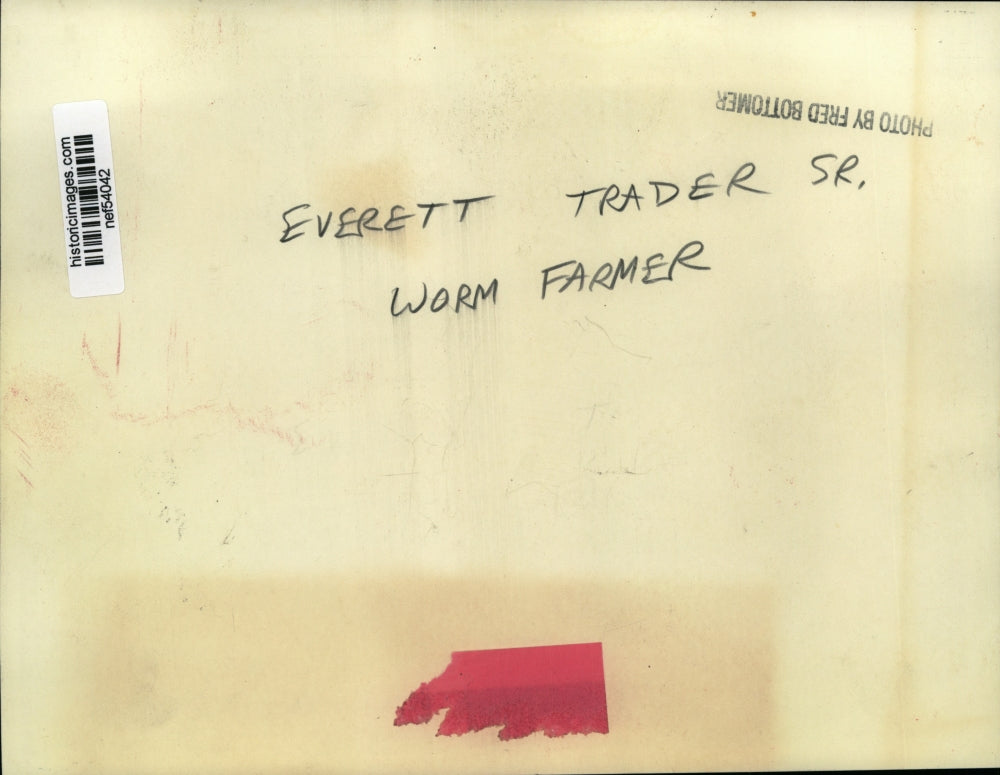 PHOTO BY FRED BOTTOMER
historicimages.com
nef54042
EVERETT TRADER SR.
WORM FARMER